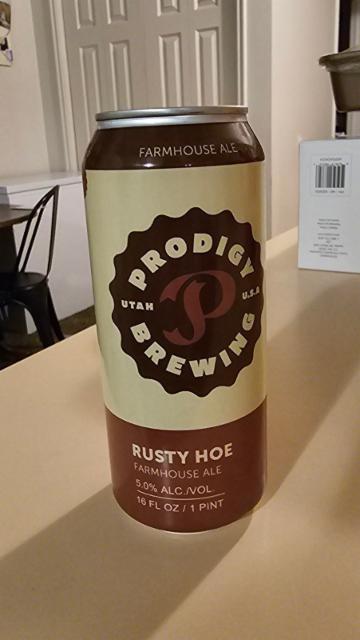 FARMHOUSE ALE
PRODIGY
UTAH U.S.A
BREWING
RUSTY HOE
FARMHOUSE ALE
5.0% ALC./VOL.
16 FL OZ / 1 PINT